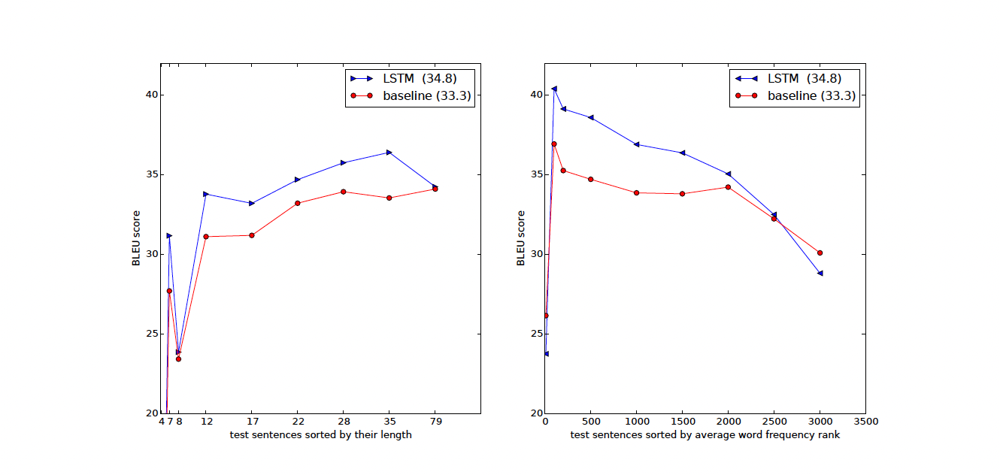 LSTM (34.8)
baseline (33.3)
40
35
30
25
20
BLEU score
4 7 8 12 17 22 28 35 79
test sentences sorted by their length
LSTM (34.8)
baseline (33.3)
40
35
30
25
20
BLEU score
0 500 1000 1500 2000 2500 3000 3500
test sentences sorted by average word frequency rank